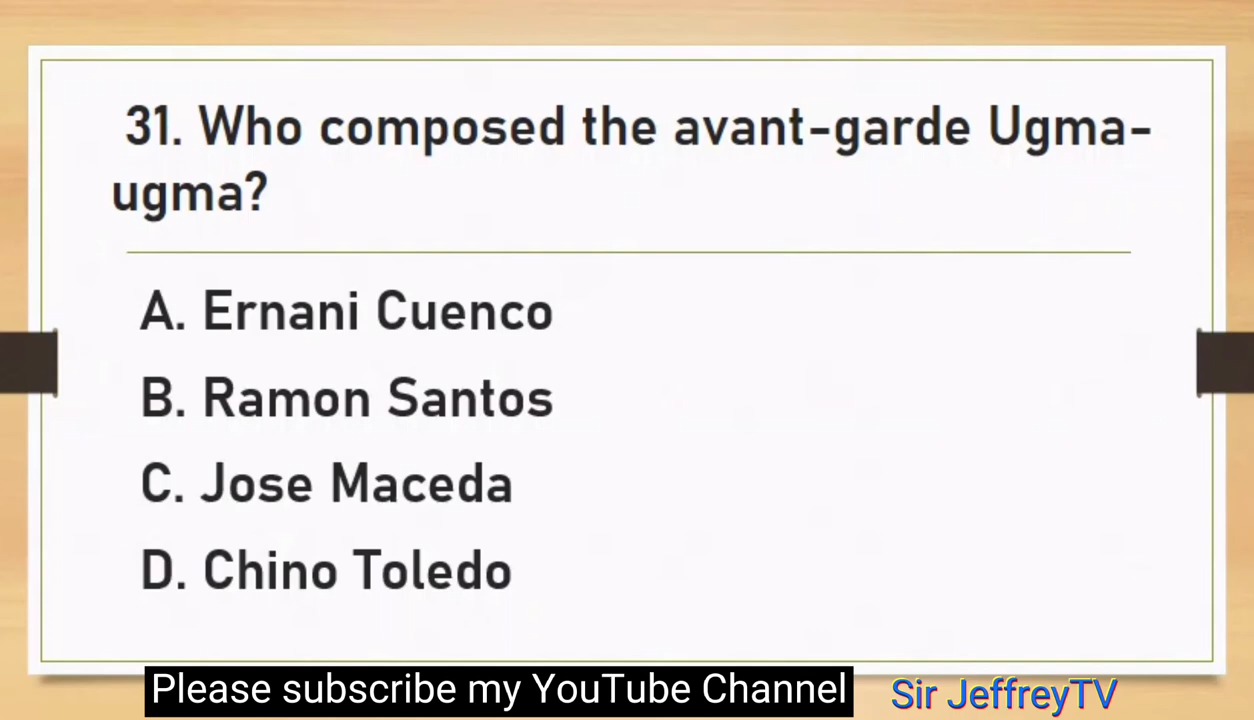 31. Who composed the avant-garde Ugma-
ugma?
A. Ernani Cuenco
B. Ramon Santos
C. Jose Maceda
D. Chino Toledo
Please subscribe my YouTube Channel
Sir JeffreyTV